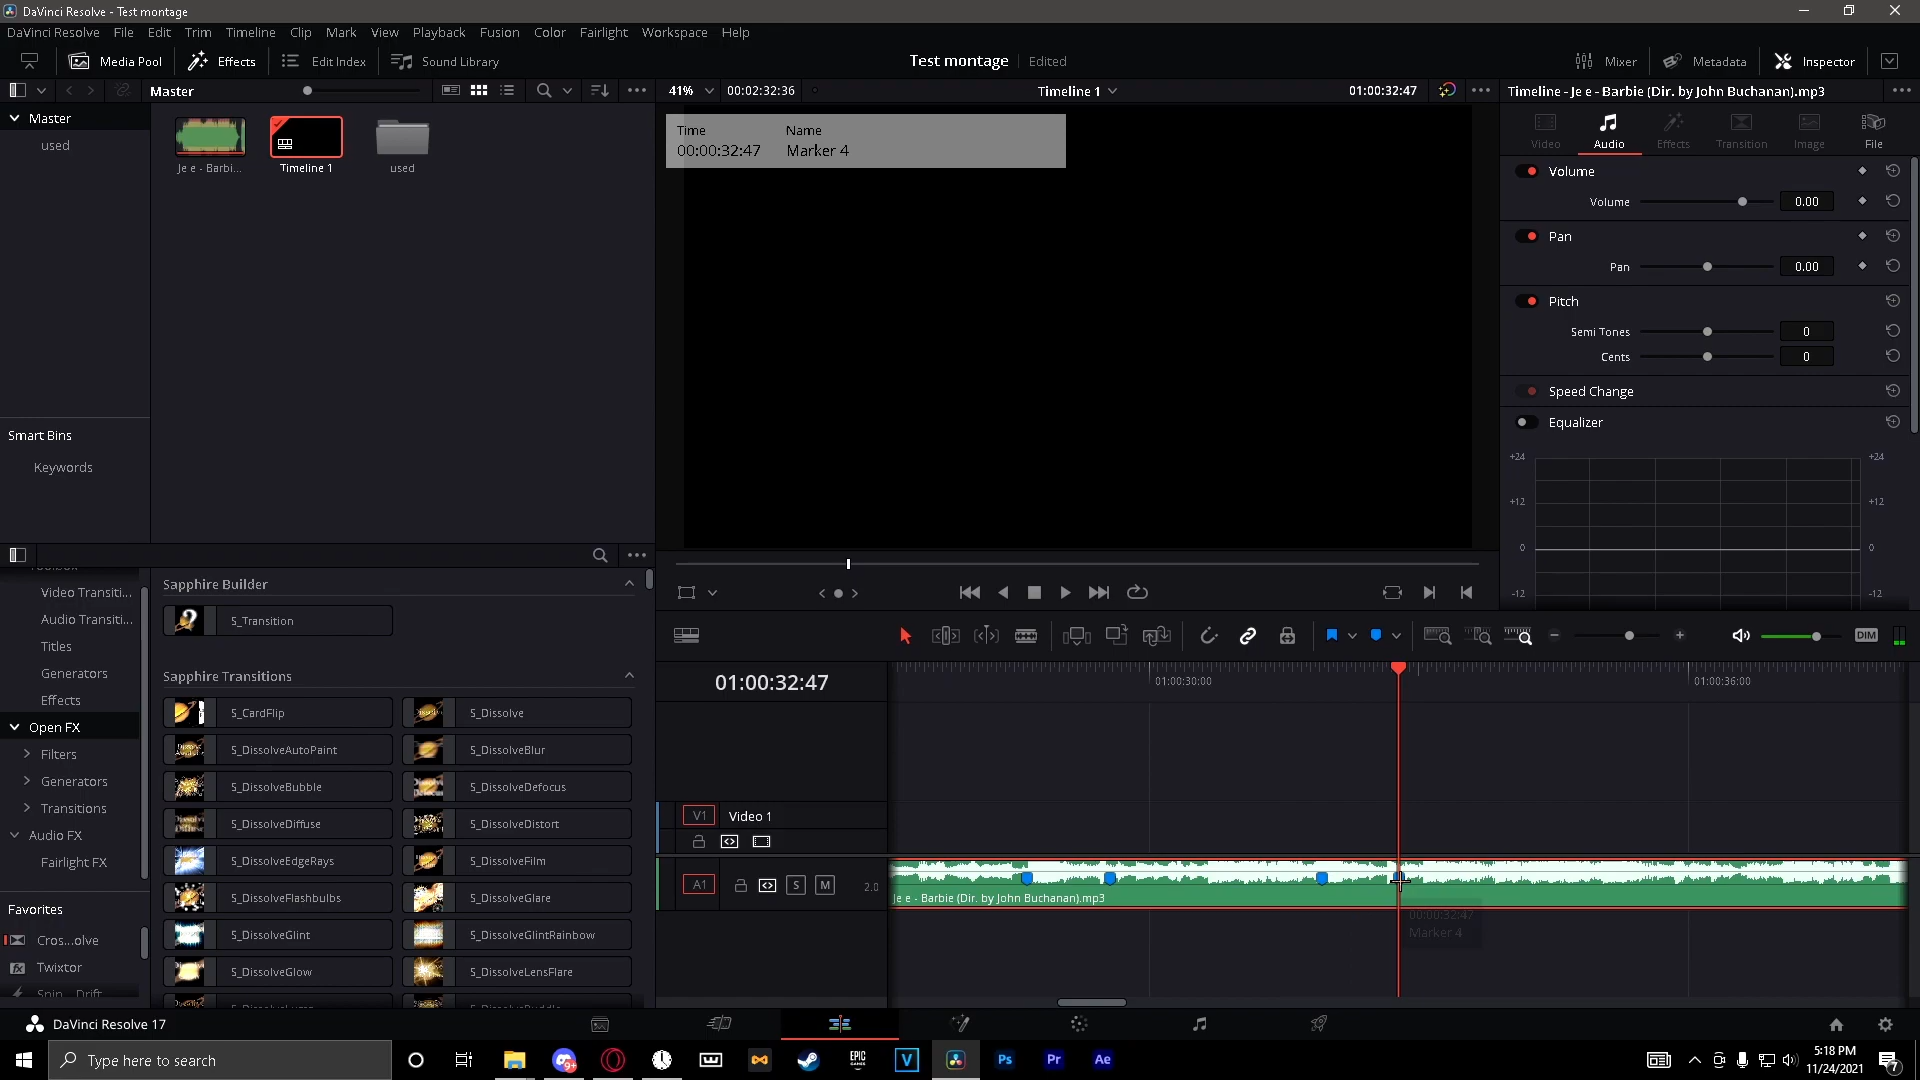 DaVinci Resolve - Test montage
DaVinci Resolve File Edit Trim Timeline Clip Mark View Playback Fusion Color Fairlight Workspace Help
Media Pool Effects Edit Index Sound Library Test montage Edited Mixer Metadata Inspector
Master 41% 00:02:32:36 Timeline 1 01:00:32:47 Timeline - Je e - Barbie (Dir. by John Buchanan).mp3
Master
used
Je e - Barbi...
Timeline 1
used
Time Name
00:00:32:47 Marker 4
Video Audio Effects Transition Image File
Volume
Volume 0.00
Pan
Pan 0.00
Pitch
Semi Tones 0
Cents 0
Speed Change
Equalizer
+24 +24
+12 +12
0 0
-12 -12
Smart Bins
Keywords
Toolbox
Video Transiti...
Audio Transiti...
Titles
Generators
Effects
Open FX
Filters
Generators
Transitions
Audio FX
Fairlight FX
Favorites
Cros...olve
Twixtor
Spin...Drift
Sapphire Builder
S_Transition
Sapphire Transitions
S_CardFlip S_Dissolve
S_DissolveAutoPaint S_DissolveBlur
S_DissolveBubble S_DissolveDefocus
S_DissolveDiffuse S_DissolveDistort
S_DissolveEdgeRays S_DissolveFilm
S_DissolveFlashbulbs S_DissolveGlare
S_DissolveGlint S_DissolveGlintRainbow
S_DissolveGlow S_DissolveLensFlare
DIM
01:00:32:47
01:00:30:00 01:00:36:00
V1 Video 1
A1 S M 2.0
Je e - Barbie (Dir. by John Buchanan).mp3
00:00:32:47
Marker 4
DaVinci Resolve 17
Type here to search
9+
EPIC GAMES
V
Ps
Pr
Ae
5:18 PM
11/24/2021
7